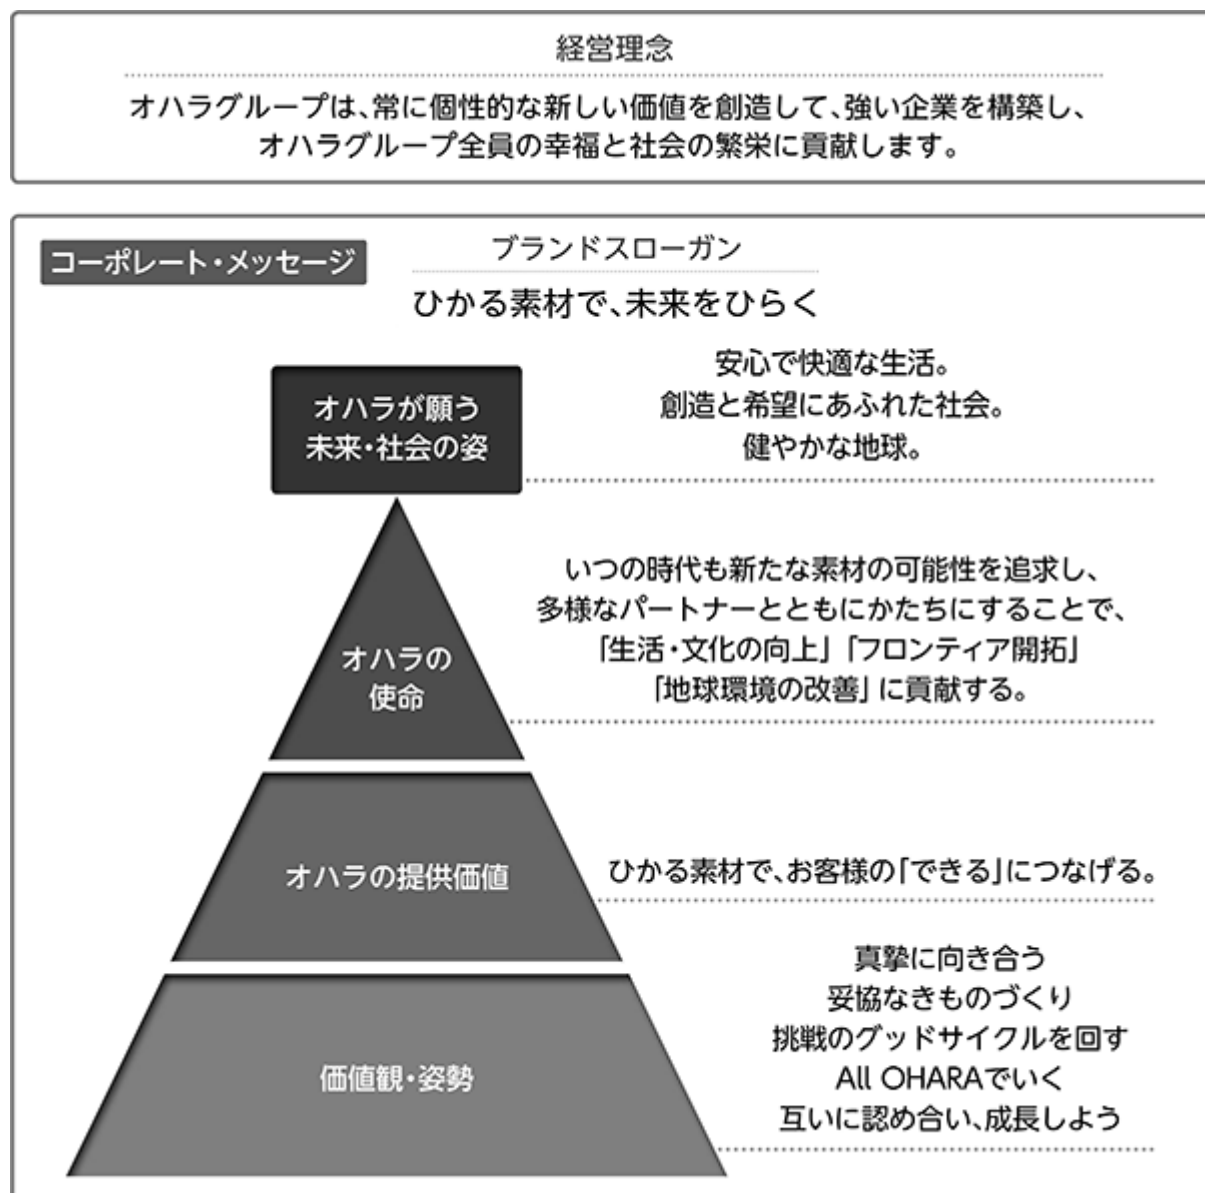 経営理念
オハラグループは、常に個性的な新しい価値を創造して、強い企業を構築し、
オハラグループ全員の幸福と社会の繁栄に貢献します。
コーポレート・メッセージ
ブランドスローガン
ひかる素材で、未来をひらく
オハラが願う
未来・社会の姿
安心で快適な生活。
創造と希望にあふれた社会。
健やかな地球。
オハラの
使命
いつの時代も新たな素材の可能性を追求し、
多様なパートナーとともにかたちにすることで、
「生活・文化の向上」「フロンティア開拓」
「地球環境の改善」に貢献する。
オハラの提供価値
ひかる素材で、お客様の「できる」につなげる。
価値観・姿勢
真摯に向き合う
妥協なきものづくり
挑戦のグッドサイクルを回す
All OHARAでいく
互いに認め合い、成長しよう